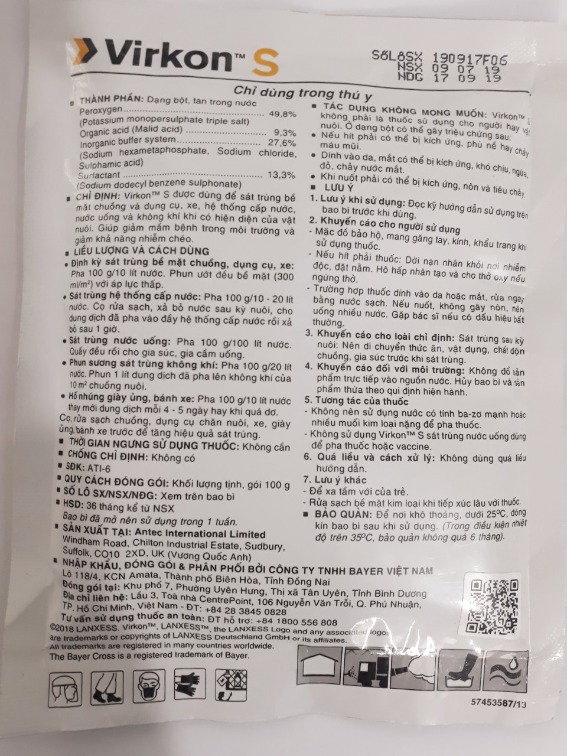 Virkon™ S
SốLôSX 190917F06
NSX 09 07 19
NDG 17 09 19
Chỉ dùng trong thú y
■ THÀNH PHẦN: Dạng bột, tan trong nước
Peroxygen 49,8%
(Potassium monopersulphate triple salt)
Organic acid (Malid acid) 9,3%
Inorganic buffer system 27,6%
(Sodium hexametaphosphate, Sodium chloride,
Sulphamic acid)
Surfactant 13,3%
(Sodium dodecyl benzene sulphonate)
■ CHỈ ĐỊNH: Virkon™ S được dùng để sát trùng bề
mặt chuồng và dụng cụ, xe, hệ thống cấp nước,
nước uống và không khí khi có hiện diện của vật
nuôi. Giúp giảm mầm bệnh trong môi trường và
giảm khả năng nhiễm chéo.
■ LIỀU LƯỢNG VÀ CÁCH DÙNG
• Định kỳ sát trùng bề mặt chuồng, dụng cụ, xe:
Pha 100 g/10 lít nước. Phun ướt đều bề mặt (300
ml/m²) với áp lực thấp.
• Sát trùng hệ thống cấp nước: Pha 100 g/10 - 20 lít
nước. Cọ rửa sạch, xả bỏ nước sau kỳ nuôi, cho
dung dịch đã pha vào đầy hệ thống cấp nước rồi xả
bỏ sau 1 giờ.
• Sát trùng nước uống: Pha 100 g/100 lít nước.
Quấy đều rồi cho gia súc, gia cầm uống.
• Phun sương sát trùng không khí: Pha 100 g/20 lít
nước. Phun 1 lít dung dịch đã pha lên không khí của
10 m² chuồng nuôi.
• Hố nhúng giày ủng, bánh xe: Pha 100 g/10 lít nước
thay mới dung dịch mỗi 4 - 5 ngày hay khi quá dơ.
Cọ rửa sạch chuồng, dụng cụ chăn nuôi, xe, giày
ủng,bánh xe trước để tăng hiệu quả sát trùng.
■ THỜI GIAN NGƯNG SỬ DỤNG THUỐC: Không cần
■ CHỐNG CHỈ ĐỊNH: Không có
■ SĐK: ATI-6
■ QUY CÁCH ĐÓNG GÓI: Khối lượng tịnh, gói 100 g
■ SỐ LÔ SX/NSX/NĐG: Xem trên bao bì
■ HSD: 36 tháng kể từ NSX
Bao bì đã mở nên sử dụng trong 1 tuần.
■ SẢN XUẤT TẠI: Antec International Limited
Windham Road, Chilton Industrial Estate, Sudbury,
Suffolk, CO10 2XD, UK (Vương Quốc Anh)
■ NHẬP KHẨU, ĐÓNG GÓI & PHÂN PHỐI BỞI CÔNG TY TNHH BAYER VIỆT NAM
Lô 118/4, KCN Amata, Thành phố Biên Hòa, Tỉnh Đồng Nai
Đóng gói tại: Khu phố 7, Phường Uyên Hưng, Thị xã Tân Uyên, Tỉnh Bình Dương
Địa chỉ liên hệ: Lầu 3, Toà nhà CentrePoint, 106 Nguyễn Văn Trỗi, Q. Phú Nhuận,
TP. Hồ Chí Minh, Việt Nam - ĐT: +84 28 3845 0828
Tư vấn sử dụng thuốc an toàn: ĐT hỗ trợ: +84 1800 556 808
©2018 LANXESS. Virkon™, LANXESS™, the LANXESS Logo and any associated logos
are trademarks or copyrights of LANXESS Deutschland GmbH or its affiliates.
All trademarks are registered in many countries worldwide.
The Bayer Cross is a registered trademark of Bayer.
■ TÁC DỤNG KHÔNG MONG MUỐN: Virkon™
không phải là thuốc sử dụng cho người hay vật
nuôi. Ở dạng bột có thể gây triệu chứng sau:
• Nếu hít phải có thể bị kích ứng, phù nề hay chảy
máu mũi.
• Dính vào da, mắt có thể bị kích ứng, khó chịu, ngứa,
đỏ, chảy nước mắt.
• Khi nuốt phải có thể bị kích ứng, nôn và tiêu chảy.
■ LƯU Ý
1. Lưu ý khi sử dụng: Đọc kỹ hướng dẫn sử dụng trên
bao bì trước khi dùng.
2. Khuyến cáo cho người sử dụng
- Mặc đồ bảo hộ, mang găng tay, kính, khẩu trang khi
sử dụng thuốc.
- Nếu hít phải thuốc: Dời nạn nhân khỏi nơi nhiễm
độc, đặt nằm. Hô hấp nhân tạo và cho thở oxy nếu
ngừng thở.
- Trường hợp thuốc dính vào da hoặc mắt, rửa ngay
bằng nước sạch. Nếu nuốt, không gây nôn, nên
uống nhiều nước. Gặp bác sĩ nếu có dấu hiệu bất
thường.
3. Khuyến cáo cho loài chỉ định: Sát trùng sau kỳ
nuôi: Nên di chuyển thức ăn, vật dụng, chất độn
chuồng, gia súc trước khi sát trùng.
4. Khuyến cáo đối với môi trường: Không đổ sản
phẩm trực tiếp vào nguồn nước. Hủy bao bì và sản
phẩm thừa theo qui định hiện hành.
5. Tương tác của thuốc
- Không nên sử dụng nước có tính ba-zơ mạnh hoặc
nhiều muối kim loại nặng để pha thuốc.
- Không sử dụng Virkon™ S sát trùng nước uống dùng
để pha thuốc hoặc vaccine.
6. Quá liều và cách xử lý: Không dùng quá liều
hướng dẫn.
7. Lưu ý khác
- Để xa tầm với của trẻ.
- Rửa sạch bề mặt kim loại khi tiếp xúc lâu với thuốc.
■ BẢO QUẢN: Để nơi khô thoáng, dưới 25ºC, đóng
kín bao bì sau khi sử dụng. (Trong điều kiện nhiệt
độ trên 35ºC, bảo quản không quá 6 tháng).
57453587/13